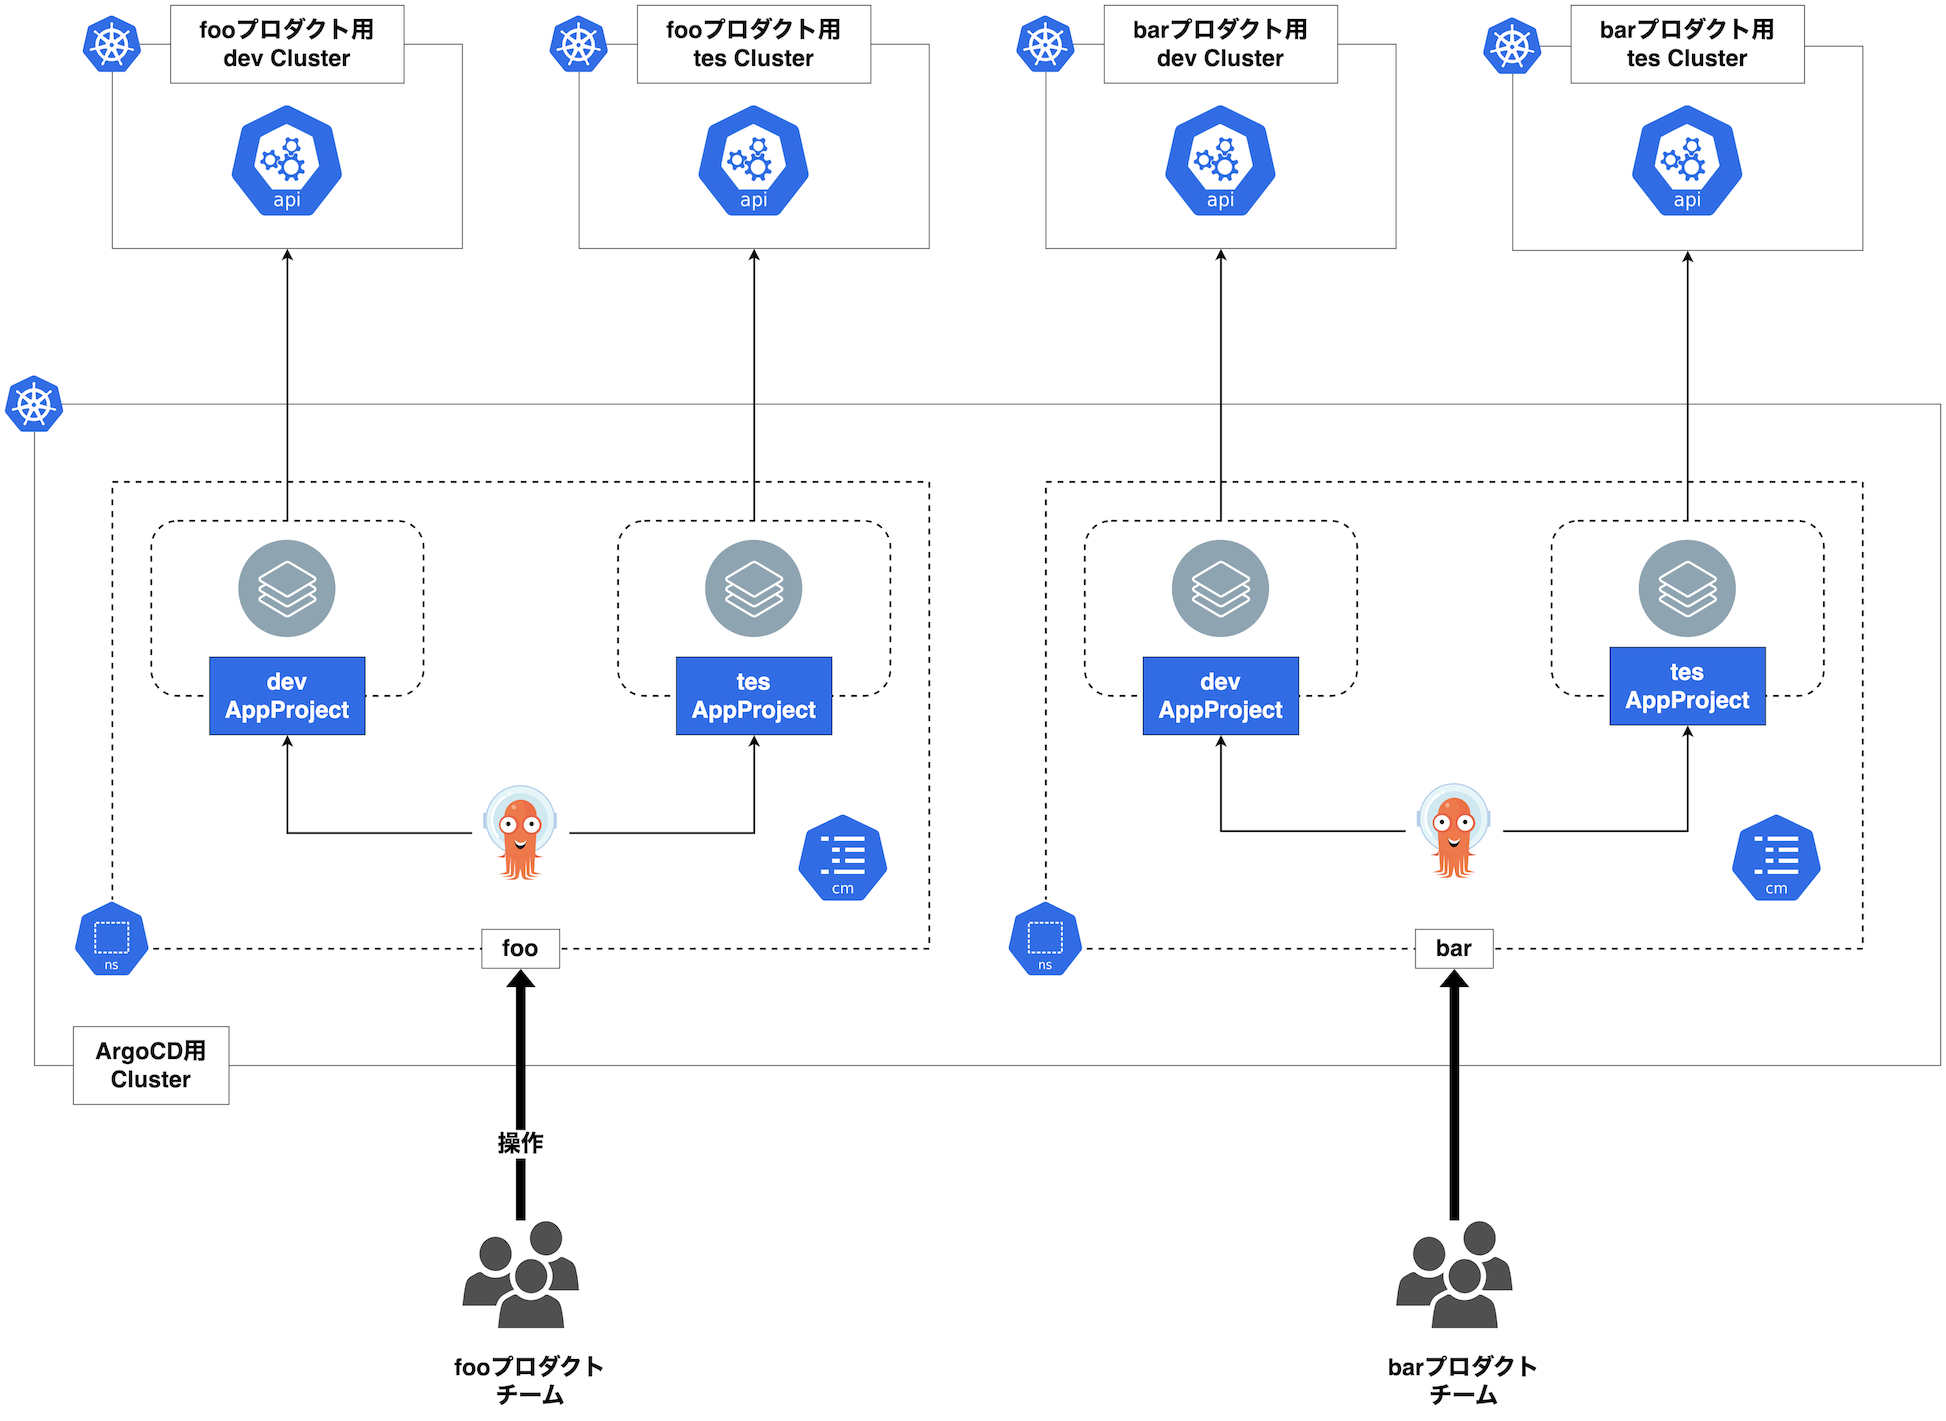 fooプロダクト用
dev Cluster
fooプロダクト用
tes Cluster
barプロダクト用
dev Cluster
barプロダクト用
tes Cluster
api
api
api
api
dev
AppProject
tes
AppProject
dev
AppProject
tes
AppProject
cm
cm
ns
foo
ns
bar
ArgoCD用
Cluster
操作
fooプロダクト
チーム
barプロダクト
チーム